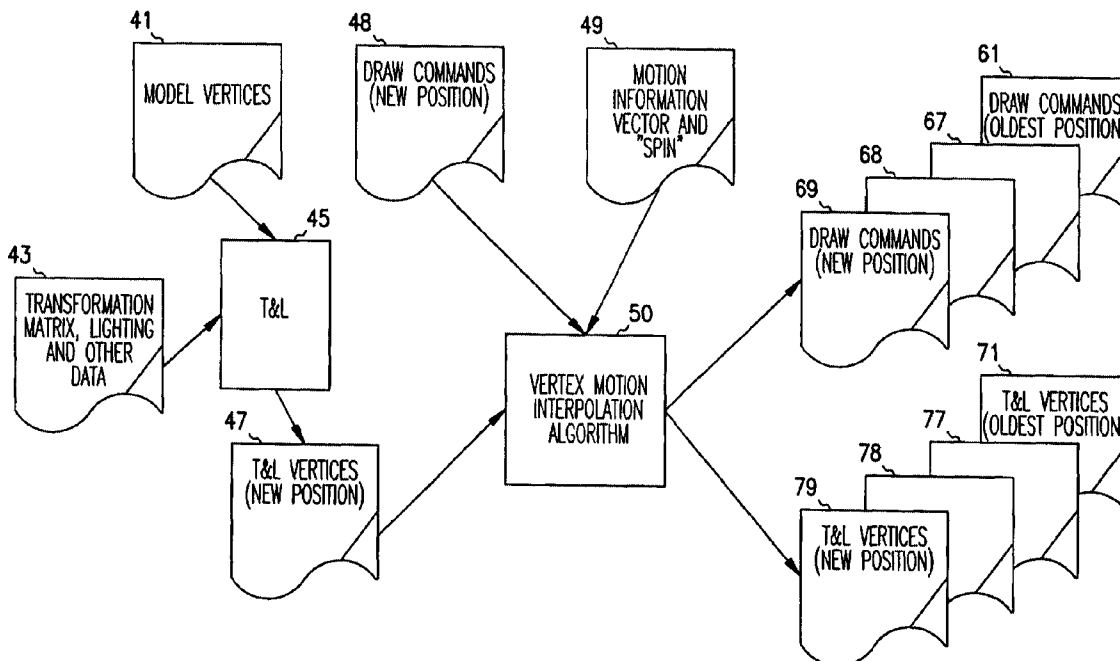 41
MODEL VERTICES
48
DRAW COMMANDS
(NEW POSITION)
49
MOTION
INFORMATION
VECTOR AND
"SPIN"
61
DRAW COMMANDS
(OLDEST POSITION)
67
68
69
DRAW COMMANDS
(NEW POSITION)
43
TRANSFORMATION
MATRIX, LIGHTING
AND OTHER
DATA
45
T&L
50
VERTEX MOTION
INTERPOLATION
ALGORITHM
47
T&L VERTICES
(NEW POSITION)
71
T&L VERTICES
(OLDEST POSITION)
77
78
79
T&L VERTICES
(NEW POSITION)